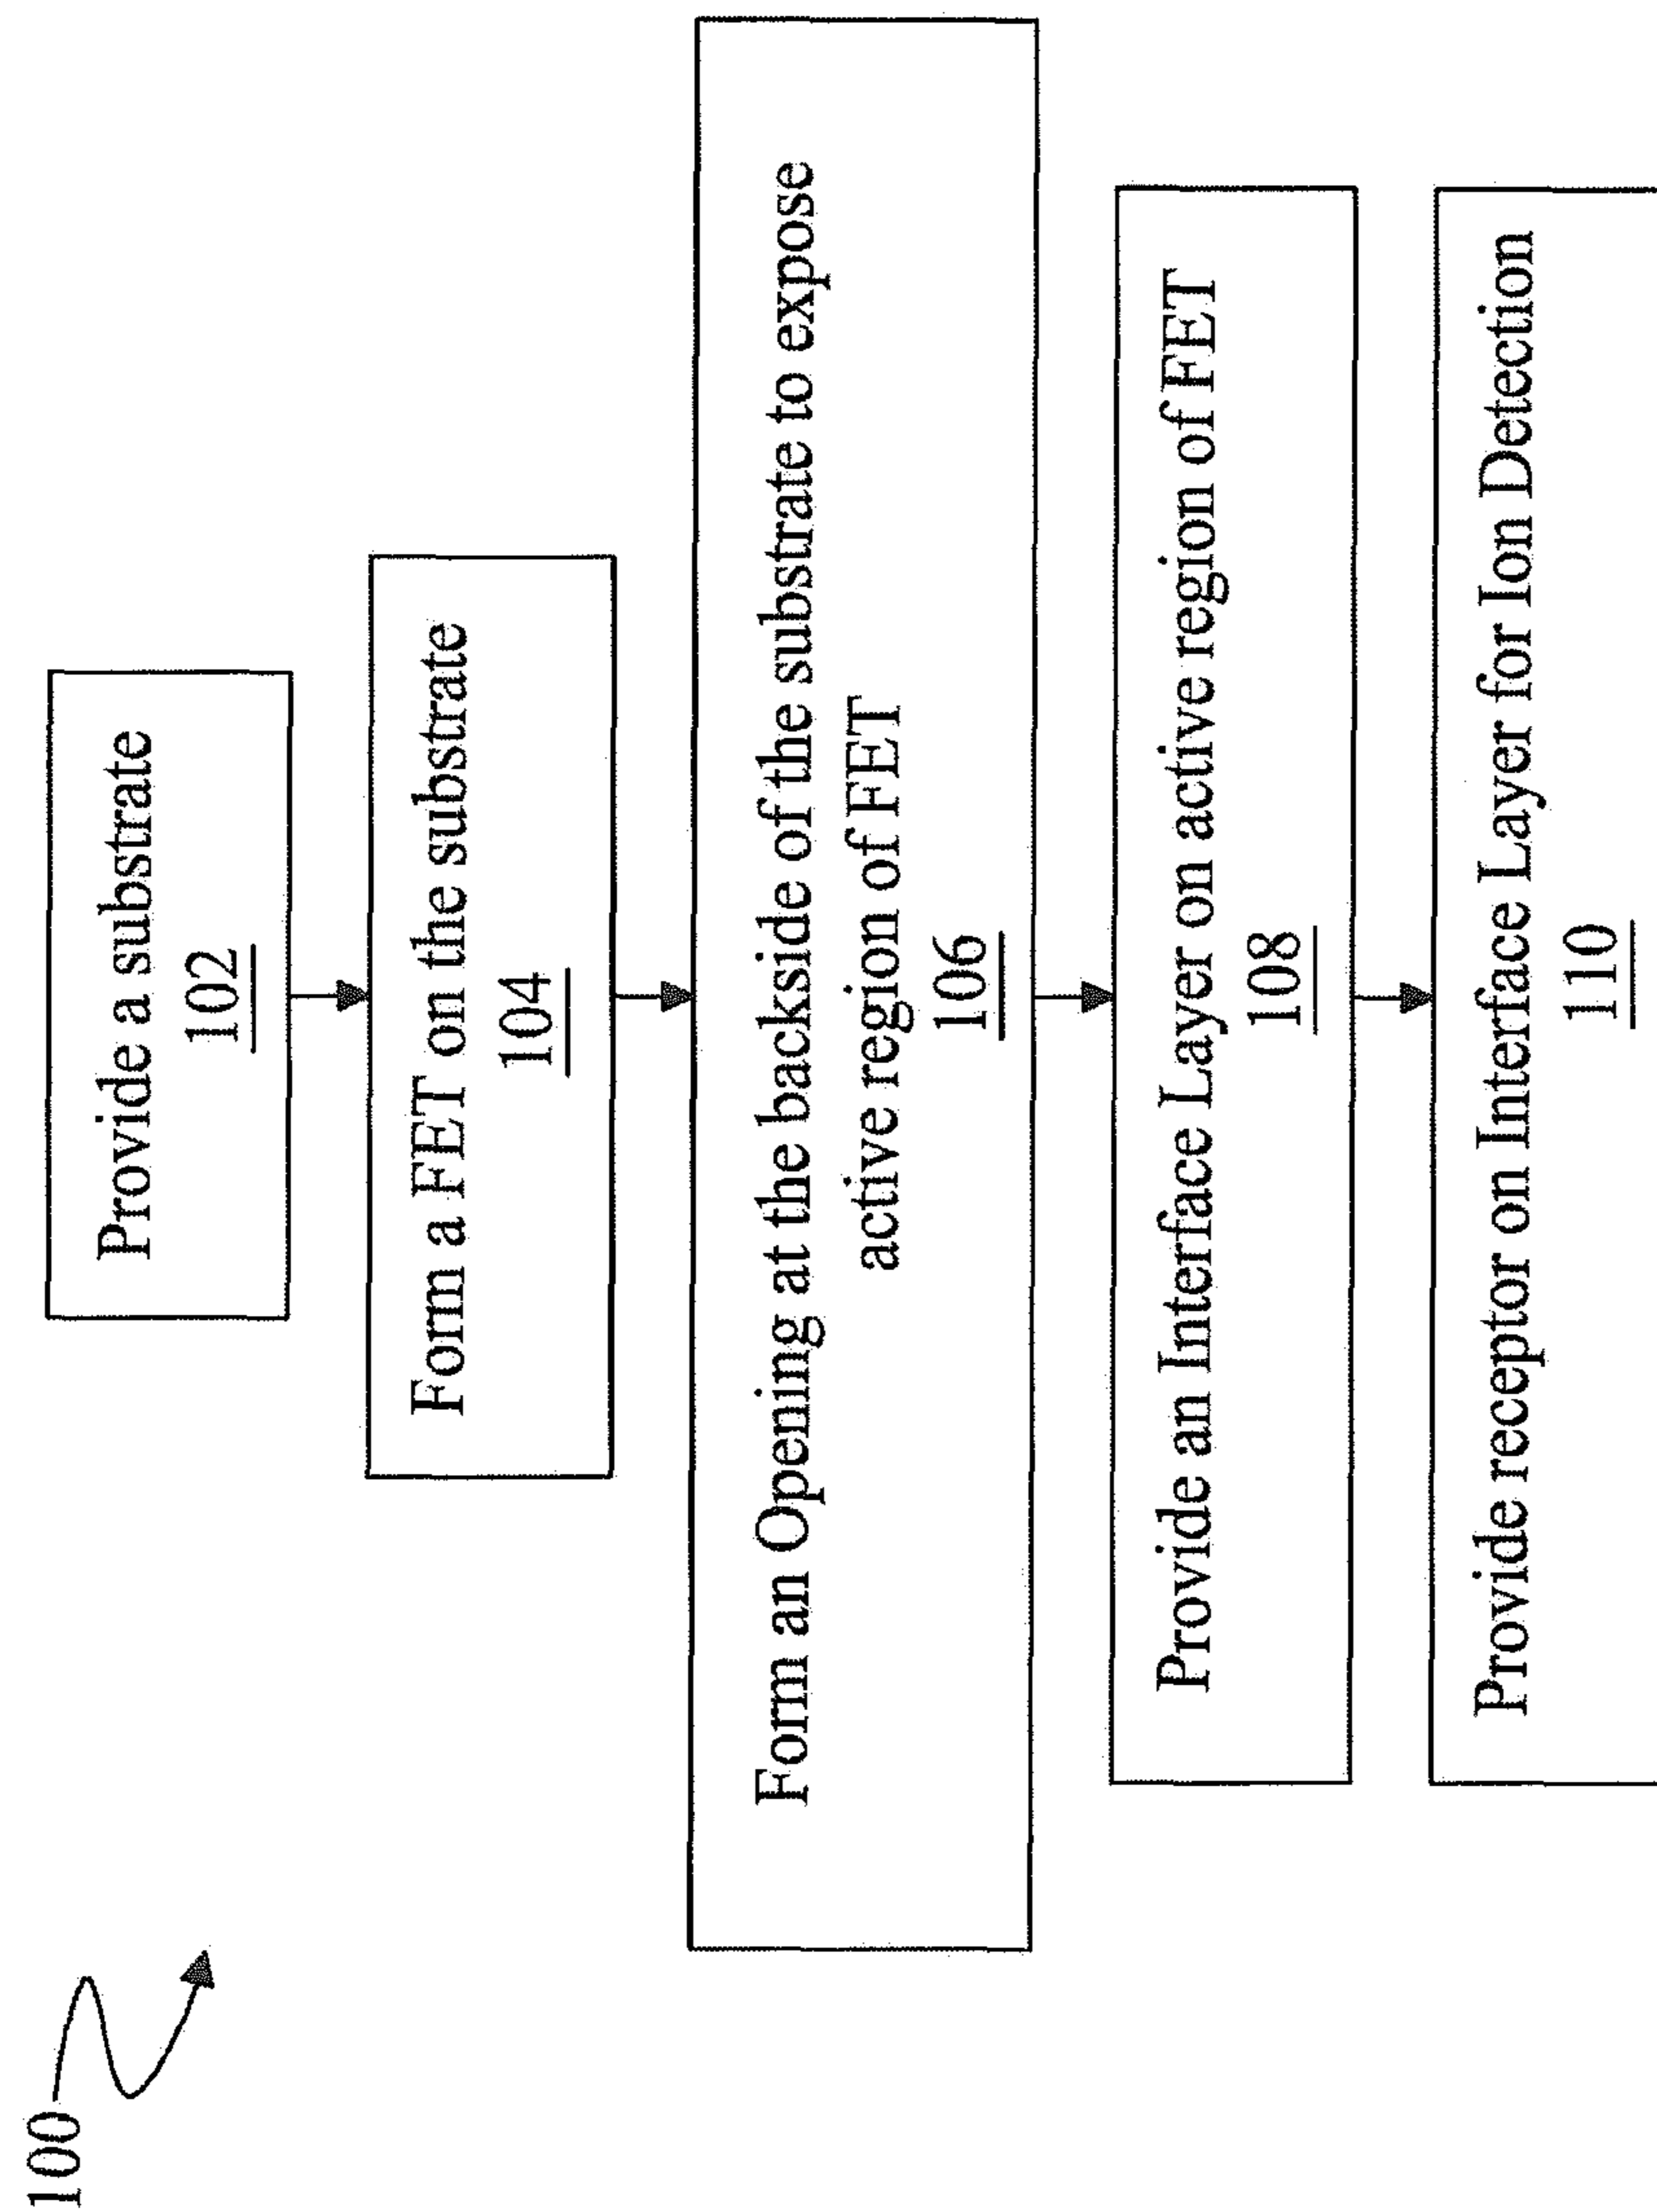 100
Provide a substrate
102
Form a FET on the substrate
104
Form an Opening at the backside of the substrate to expose
active region of FET
106
Provide an Interface Layer on active region of FET
108
Provide receptor on Interface Layer for Ion Detection
110